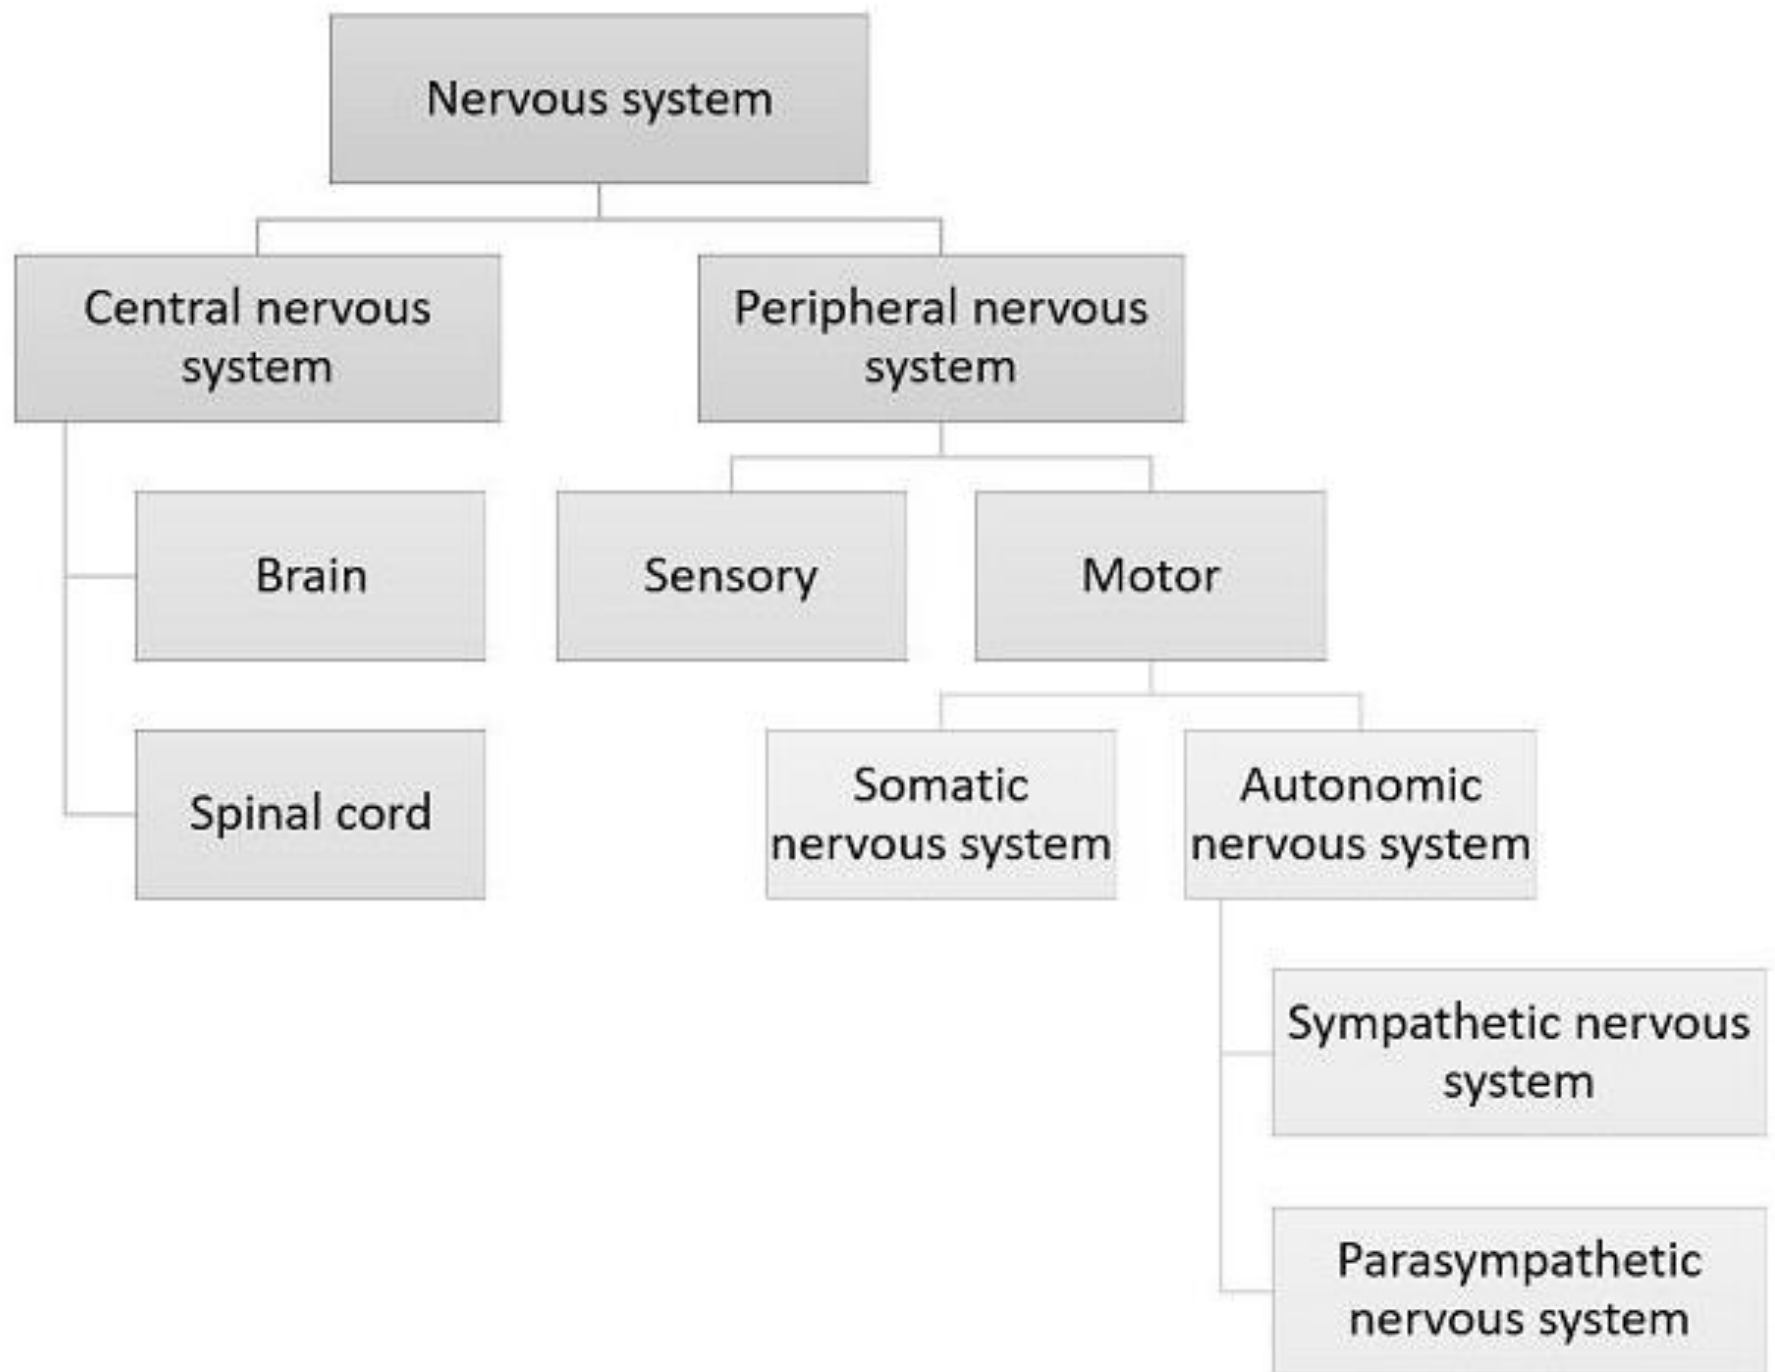 Nervous system
Central nervous
system
Peripheral nervous
system
Brain
Sensory
Motor
Spinal cord
Somatic
nervous system
Autonomic
nervous system
Sympathetic nervous
system
Parasympathetic
nervous system